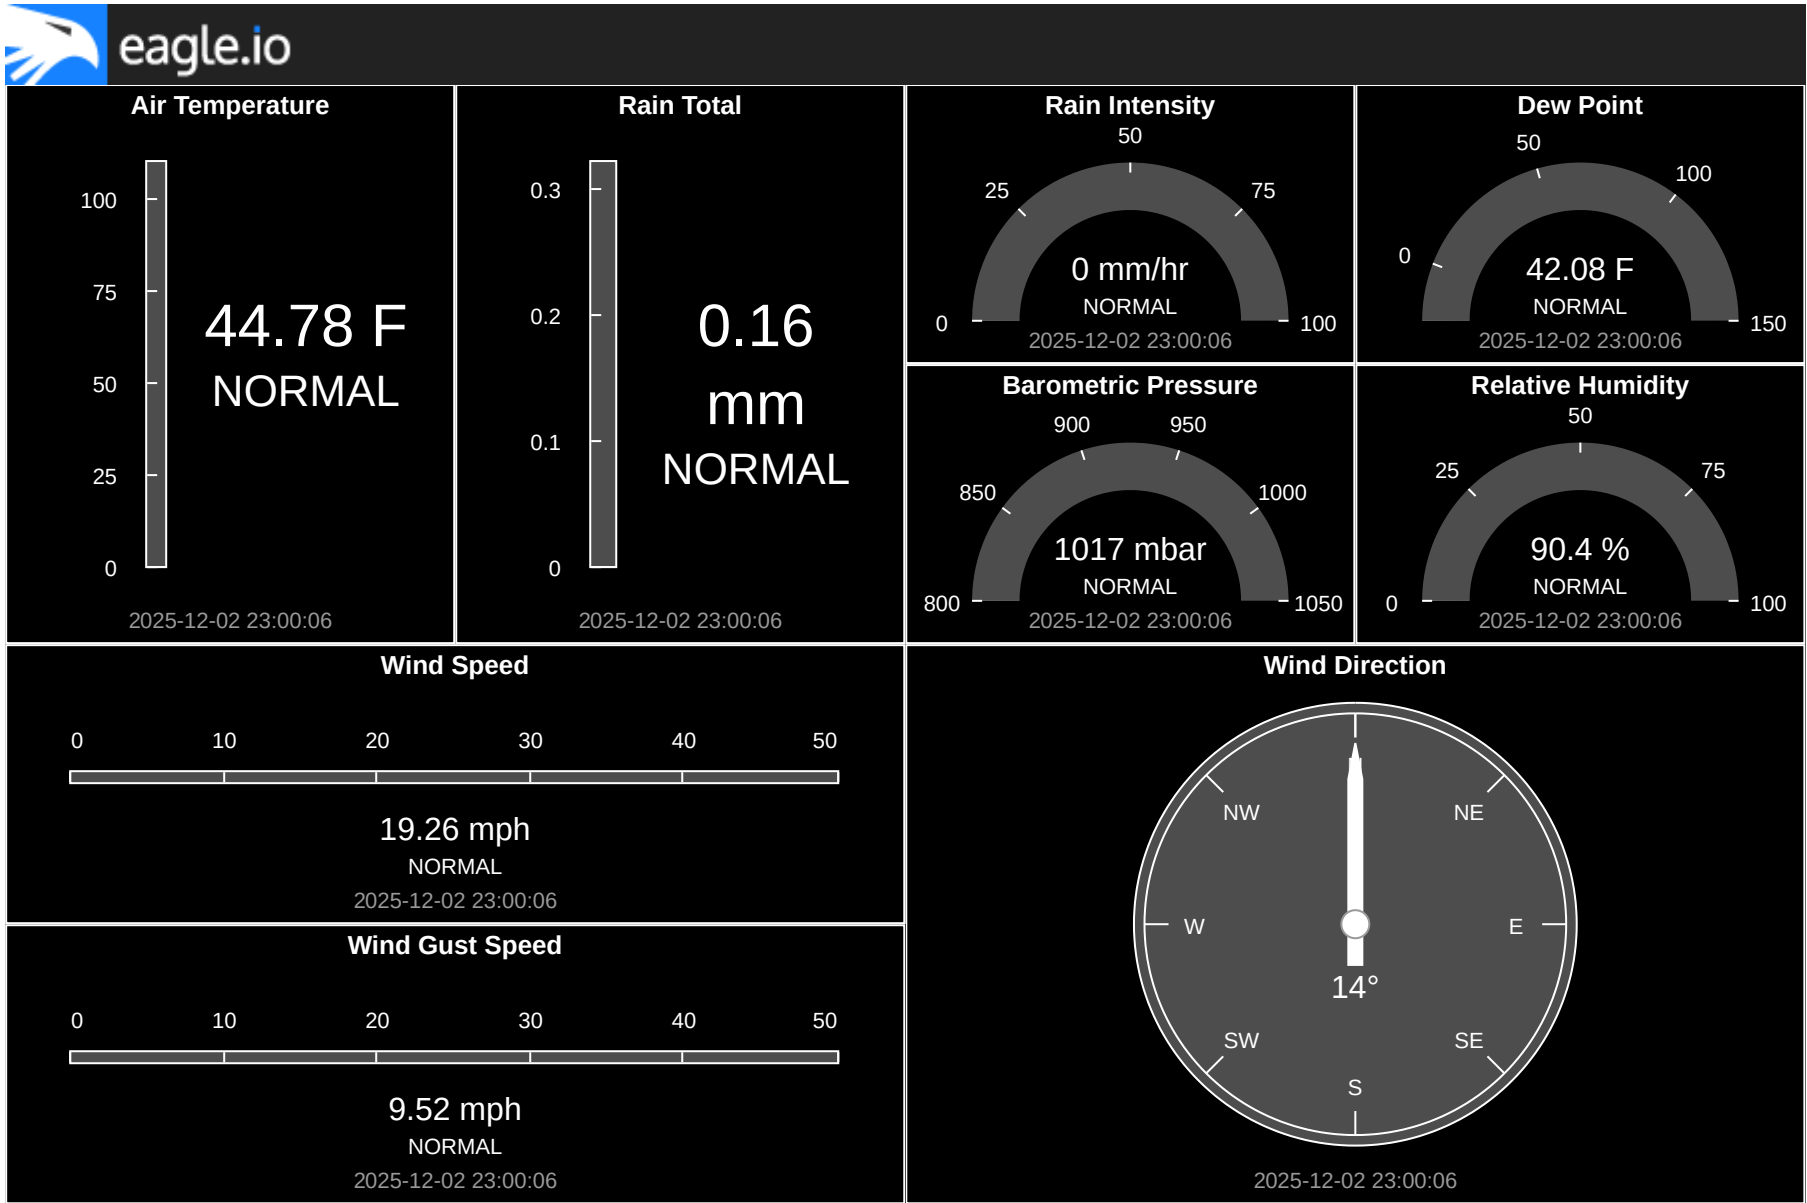 eagle.io
Air Temperature
100
75
50
25
0
44.78 F
NORMAL
2025-12-02 23:00:06
Rain Total
0.3
0.2
0.1
0
0.16
mm
NORMAL
2025-12-02 23:00:06
Rain Intensity
0
25
50
75
100
0 mm/hr
NORMAL
2025-12-02 23:00:06
Dew Point
0
50
100
150
42.08 F
NORMAL
2025-12-02 23:00:06
Barometric Pressure
800
850
900
950
1000
1050
1017 mbar
NORMAL
2025-12-02 23:00:06
Relative Humidity
0
25
50
75
100
90.4 %
NORMAL
2025-12-02 23:00:06
Wind Speed
0 10 20 30 40 50
19.26 mph
NORMAL
2025-12-02 23:00:06
Wind Gust Speed
0 10 20 30 40 50
9.52 mph
NORMAL
2025-12-02 23:00:06
Wind Direction
NW NE
W E
14°
SW SE
S
2025-12-02 23:00:06